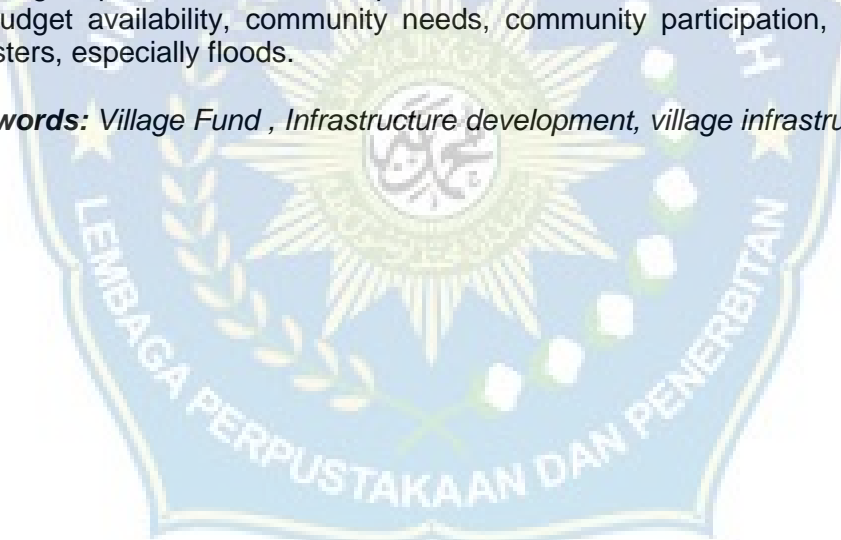 udget availability, community needs, community participation,
sters, especially floods.
words: Village Fund , Infrastructure development, village infrastru
LEMBAGA PERPUSTAKAAN DAN PENERBITAN